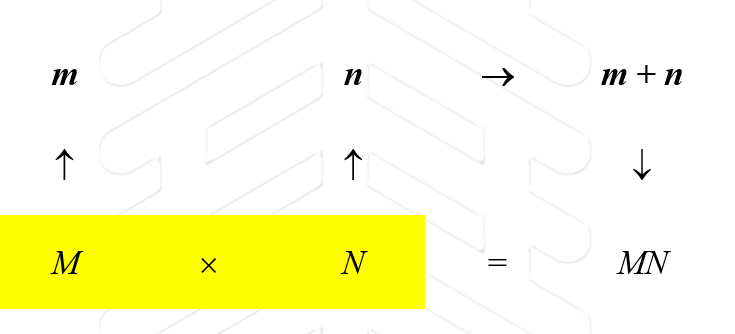 m n → m + n
↑ ↑ ↓
M × N = MN